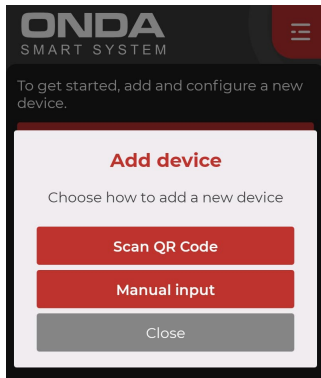 ONDA
SMART SYSTEM
To get started, add and configure a new
device.
Add device
Choose how to add a new device
Scan QR Code
Manual input
Close